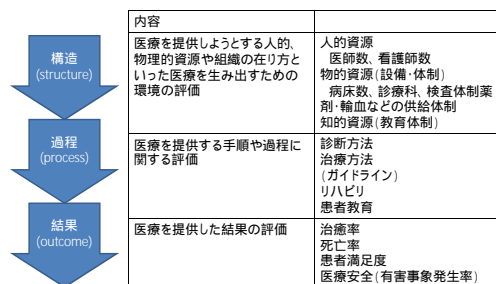 内容
構造
(structure)
医療を提供しようとする人的、
物理的資源や組織の在り方と
いった医療を生み出すための
環境の評価
人的資源
医師数、看護師数
物的資源(設備・体制)
病床数、診療科、検査体制薬
剤・輸血などの供給体制
知的資源(教育体制)
過程
(process)
医療を提供する手順や過程に
関する評価
診断方法
治療方法
(ガイドライン)
リハビリ
患者教育
結果
(outcome)
医療を提供した結果の評価
治癒率
死亡率
患者満足度
医療安全(有害事象発生率)